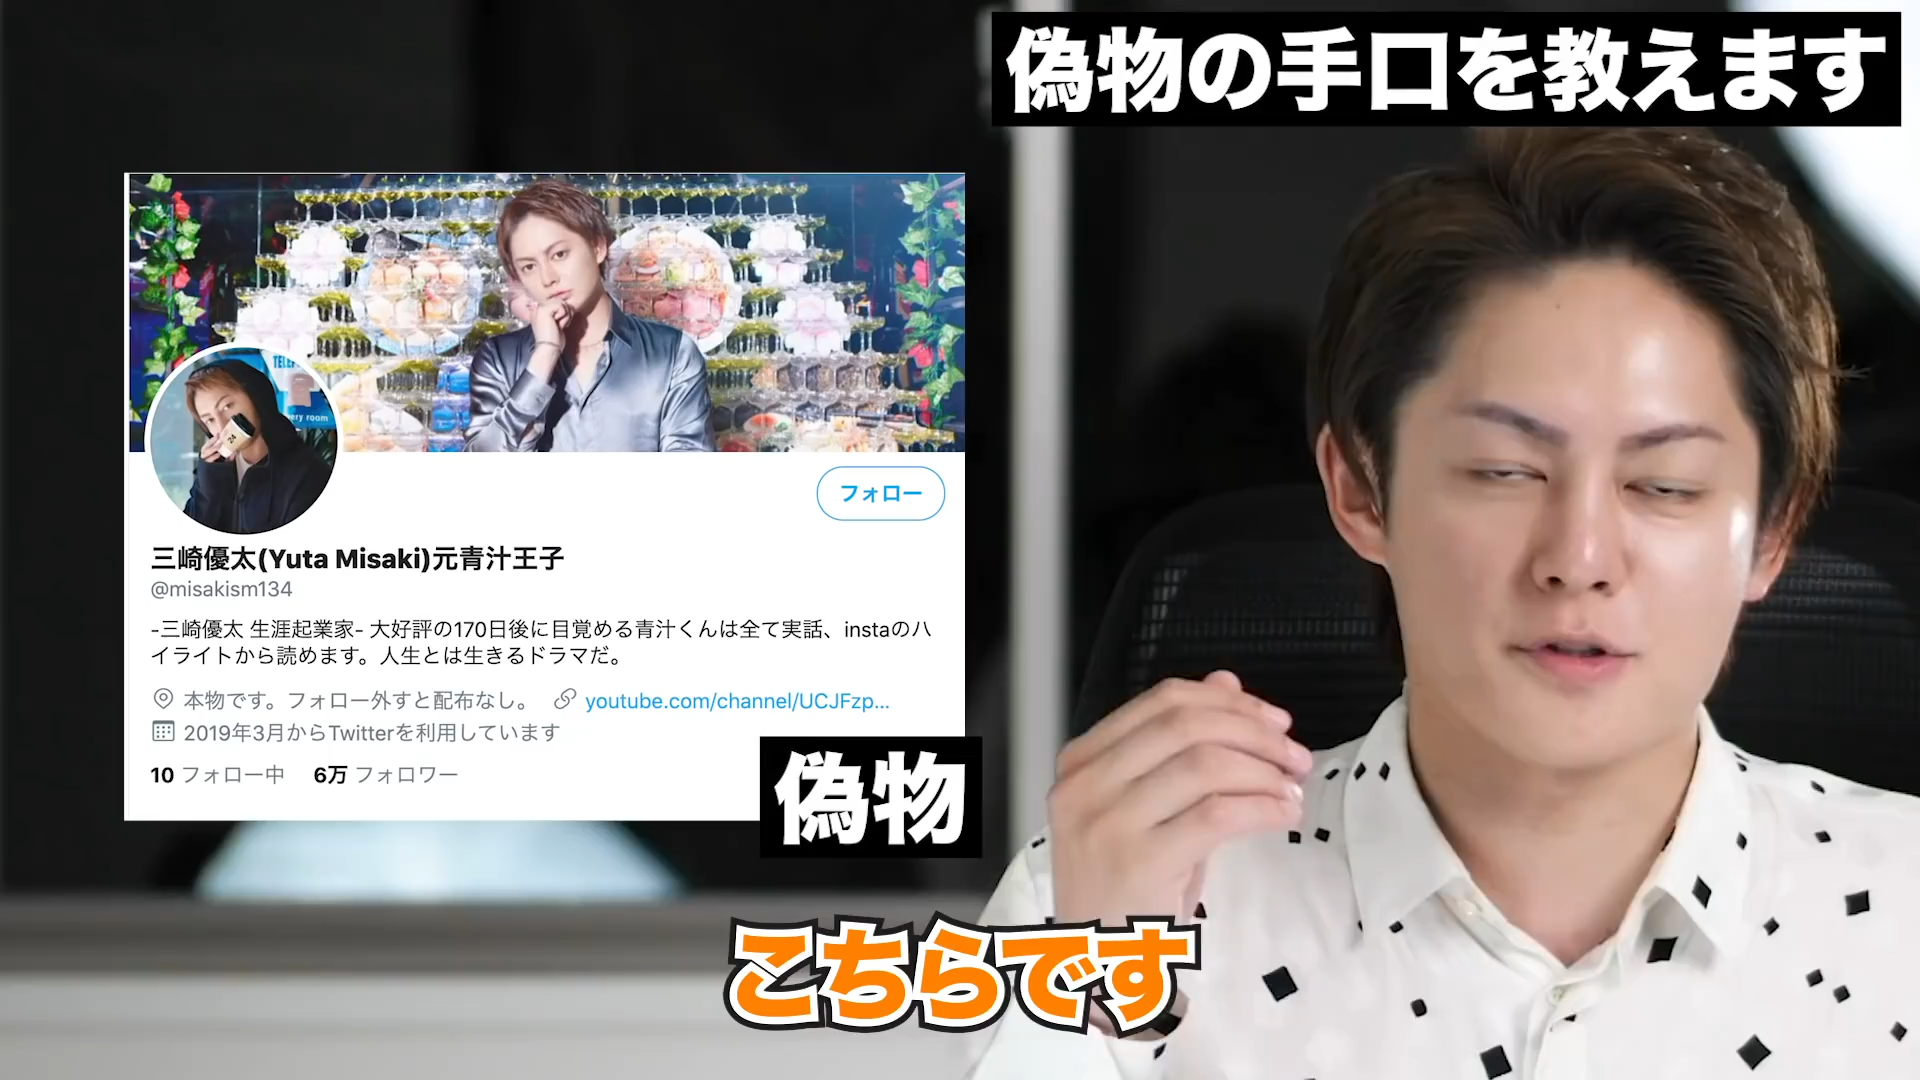 偽物の手口を教えます
TELE
ery room
24
フォロー
三崎優太(Yuta Misaki)元青汁王子
@misakism134
-三崎優太 生涯起業家- 大好評の170日後に目覚める青汁くんは全て実話、instaのハ
イライトから読めます。人生とは生きるドラマだ。
本物です。フォロー外すと配布なし。 youtube.com/channel/UCJFzp...
2019年3月からTwitterを利用しています
10 フォロー中 6万 フォロワー
偽物
こちらです